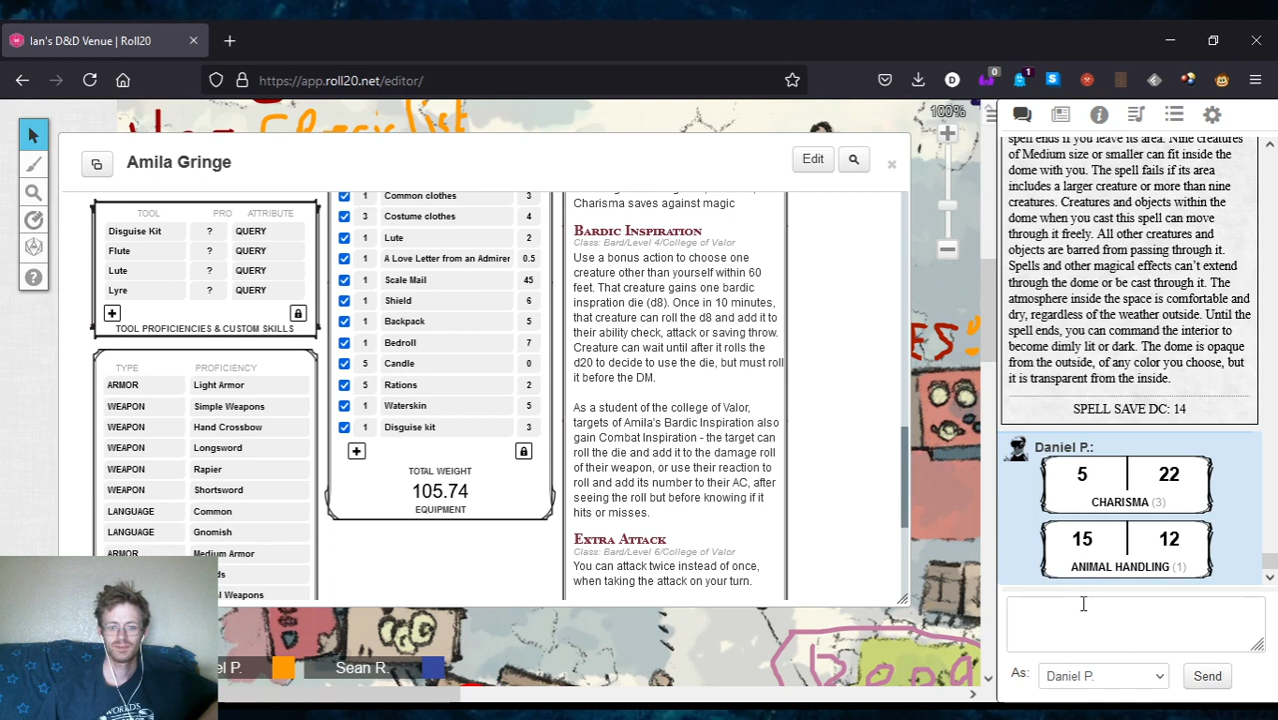 Ian's D&D Venue | Roll20
https://app.roll20.net/editor/
0
1
D
S
100%
Amila Gringe
Edit
TOOL PRO ATTRIBUTE
Disguise Kit ? QUERY
Flute ? QUERY
Lute ? QUERY
Lyre ? QUERY
TOOL PROFICIENCIES & CUSTOM SKILLS
TYPE PROFICIENCY
ARMOR Light Armor
WEAPON Simple Weapons
WEAPON Hand Crossbow
WEAPON Longsword
WEAPON Rapier
WEAPON Shortsword
LANGUAGE Common
LANGUAGE Gnomish
ARMOR Medium Armor
1 Common clothes 3
3 Costume clothes 4
1 Lute 2
1 A Love Letter from an Admirer 0.5
1 Scale Mail 45
1 Shield 6
1 Backpack 5
1 Bedroll 7
5 Candle 0
5 Rations 2
1 Waterskin 5
1 Disguise kit 3
TOTAL WEIGHT
105.74
EQUIPMENT
Charisma saves against magic
BARDIC INSPIRATION
Class: Bard/Level 4/College of Valor
Use a bonus action to choose one
creature other than yourself within 60
feet. That creature gains one bardic
inspration die (d8). Once in 10 minutes,
that creature can roll the d8 and add it to
their ability check, attack or saving throw.
Creature can wait until after it rolls the
d20 to decide to use the die, but must roll
it before the DM.
As a student of the college of Valor,
targets of Amila's Bardic Inspiration also
gain Combat Inspiration - the target can
roll the die and add it to the damage roll
of their weapon, or use their reaction to
roll and add its number to their AC, after
seeing the roll but before knowing if it
hits or misses.
EXTRA ATTACK
Class: Bard/Level 6/College of Valor
You can attack twice instead of once,
when taking the attack on your turn.
Sean R.
spell ends if you leave its area. Nine creatures
of Medium size or smaller can fit inside the
dome with you. The spell fails if its area
includes a larger creature or more than nine
creatures. Creatures and objects within the
dome when you cast this spell can move
through it freely. All other creatures and
objects are barred from passing through it.
Spells and other magical effects can't extend
through the dome or be cast through it. The
atmosphere inside the space is comfortable and
dry, regardless of the weather outside. Until the
spell ends, you can command the interior to
become dimly lit or dark. The dome is opaque
from the outside, of any color you choose, but
it is transparent from the inside.
SPELL SAVE DC: 14
Daniel P.:
5 22
CHARISMA (3)
15 12
ANIMAL HANDLING (1)
As: Daniel P. Send